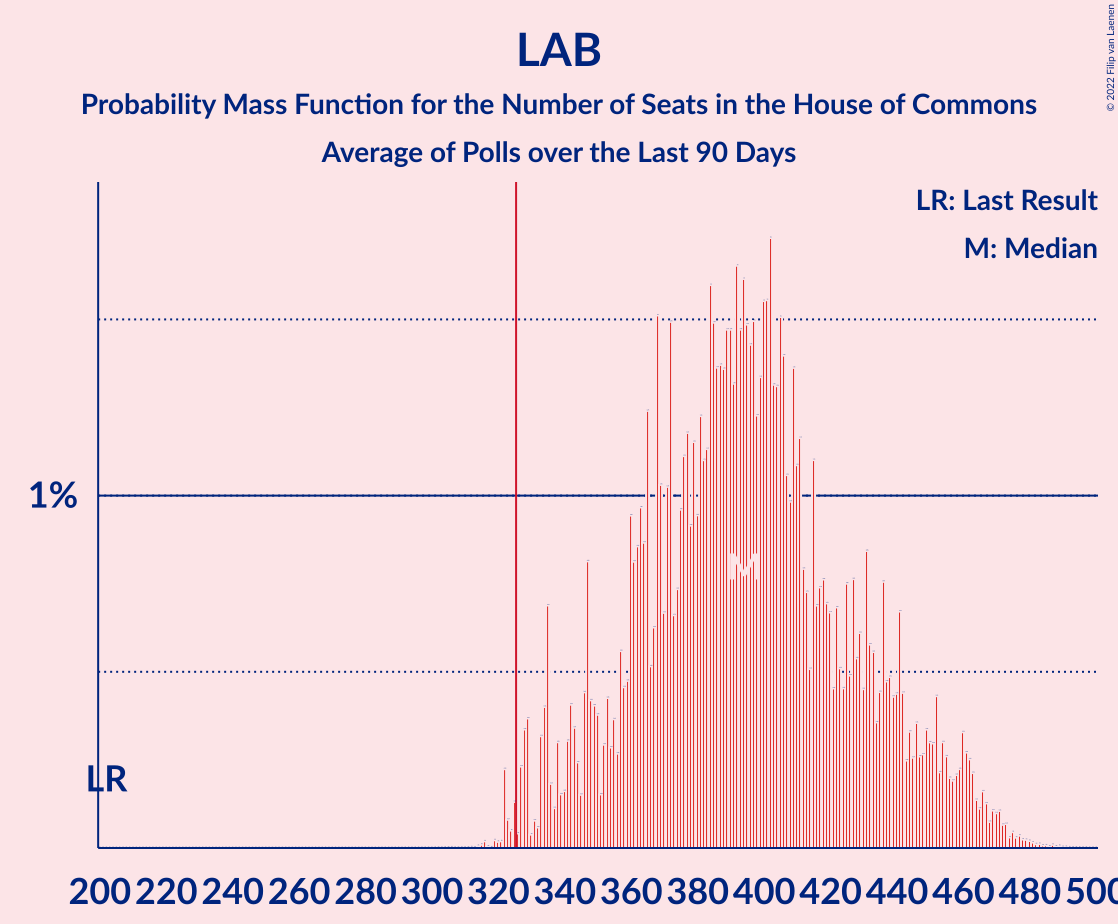 LAB
Probability Mass Function for the Number of Seats in the House of Commons
Average of Polls over the Last 90 Days
© 2022 Filip van Laenen
LR: Last Result
M: Median
1%
M
LR
200 220 240 260 280 300 320 340 360 380 400 420 440 460 480 500